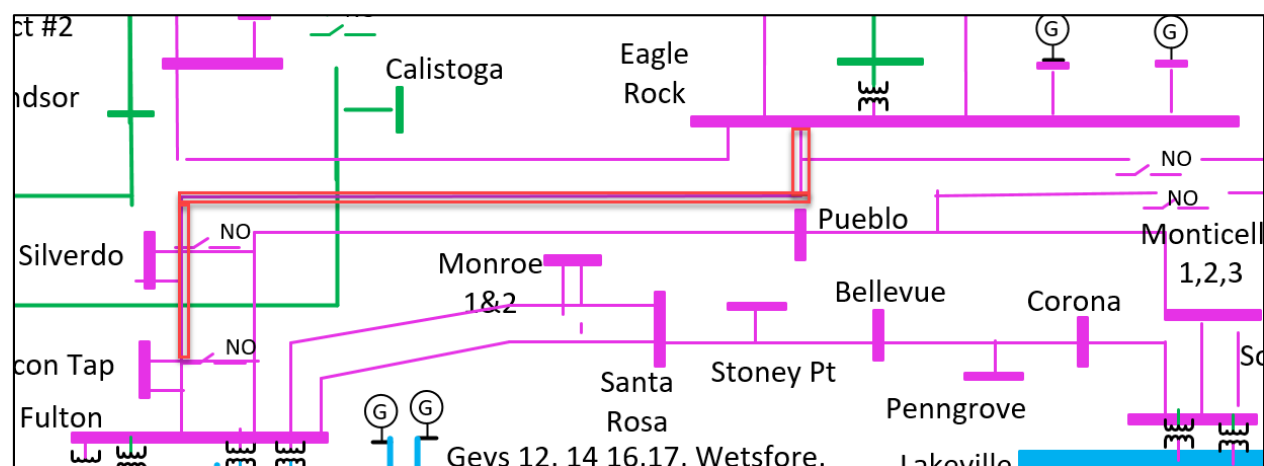 NO
ct #2
Eagle
Rock
G
G
Calistoga
ndsor
NO
NO
Pueblo
NO
Silverdo
Monticell
1,2,3
Monroe
1&2
Bellevue
Corona
NO
con Tap
Stoney Pt
Santa
Rosa
Penngrove
Fulton
G
G
Geys 12, 14 16,17, Wetsfore,
Lakeville